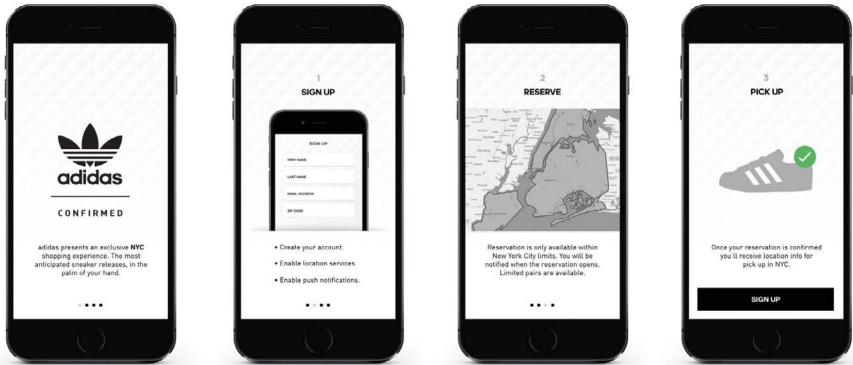 adidas
CONFIRMED
adidas presents an exclusive NYC
shopping experience. The most
anticipated sneaker releases, in the
palm of your hand.
1
SIGN UP
SIGN UP
FIRST NAME
LAST NAME
EMAIL ADDRESS
ZIP CODE
• Create your account.
• Enable location services.
• Enable push notifications.
2
RESERVE
Reservation is only available within
New York City limits. You will be
notified when the reservation opens.
Limited pairs are available.
3
PICK UP
Once your reservation is confirmed
you'll receive location info for
pick up in NYC.
SIGN UP